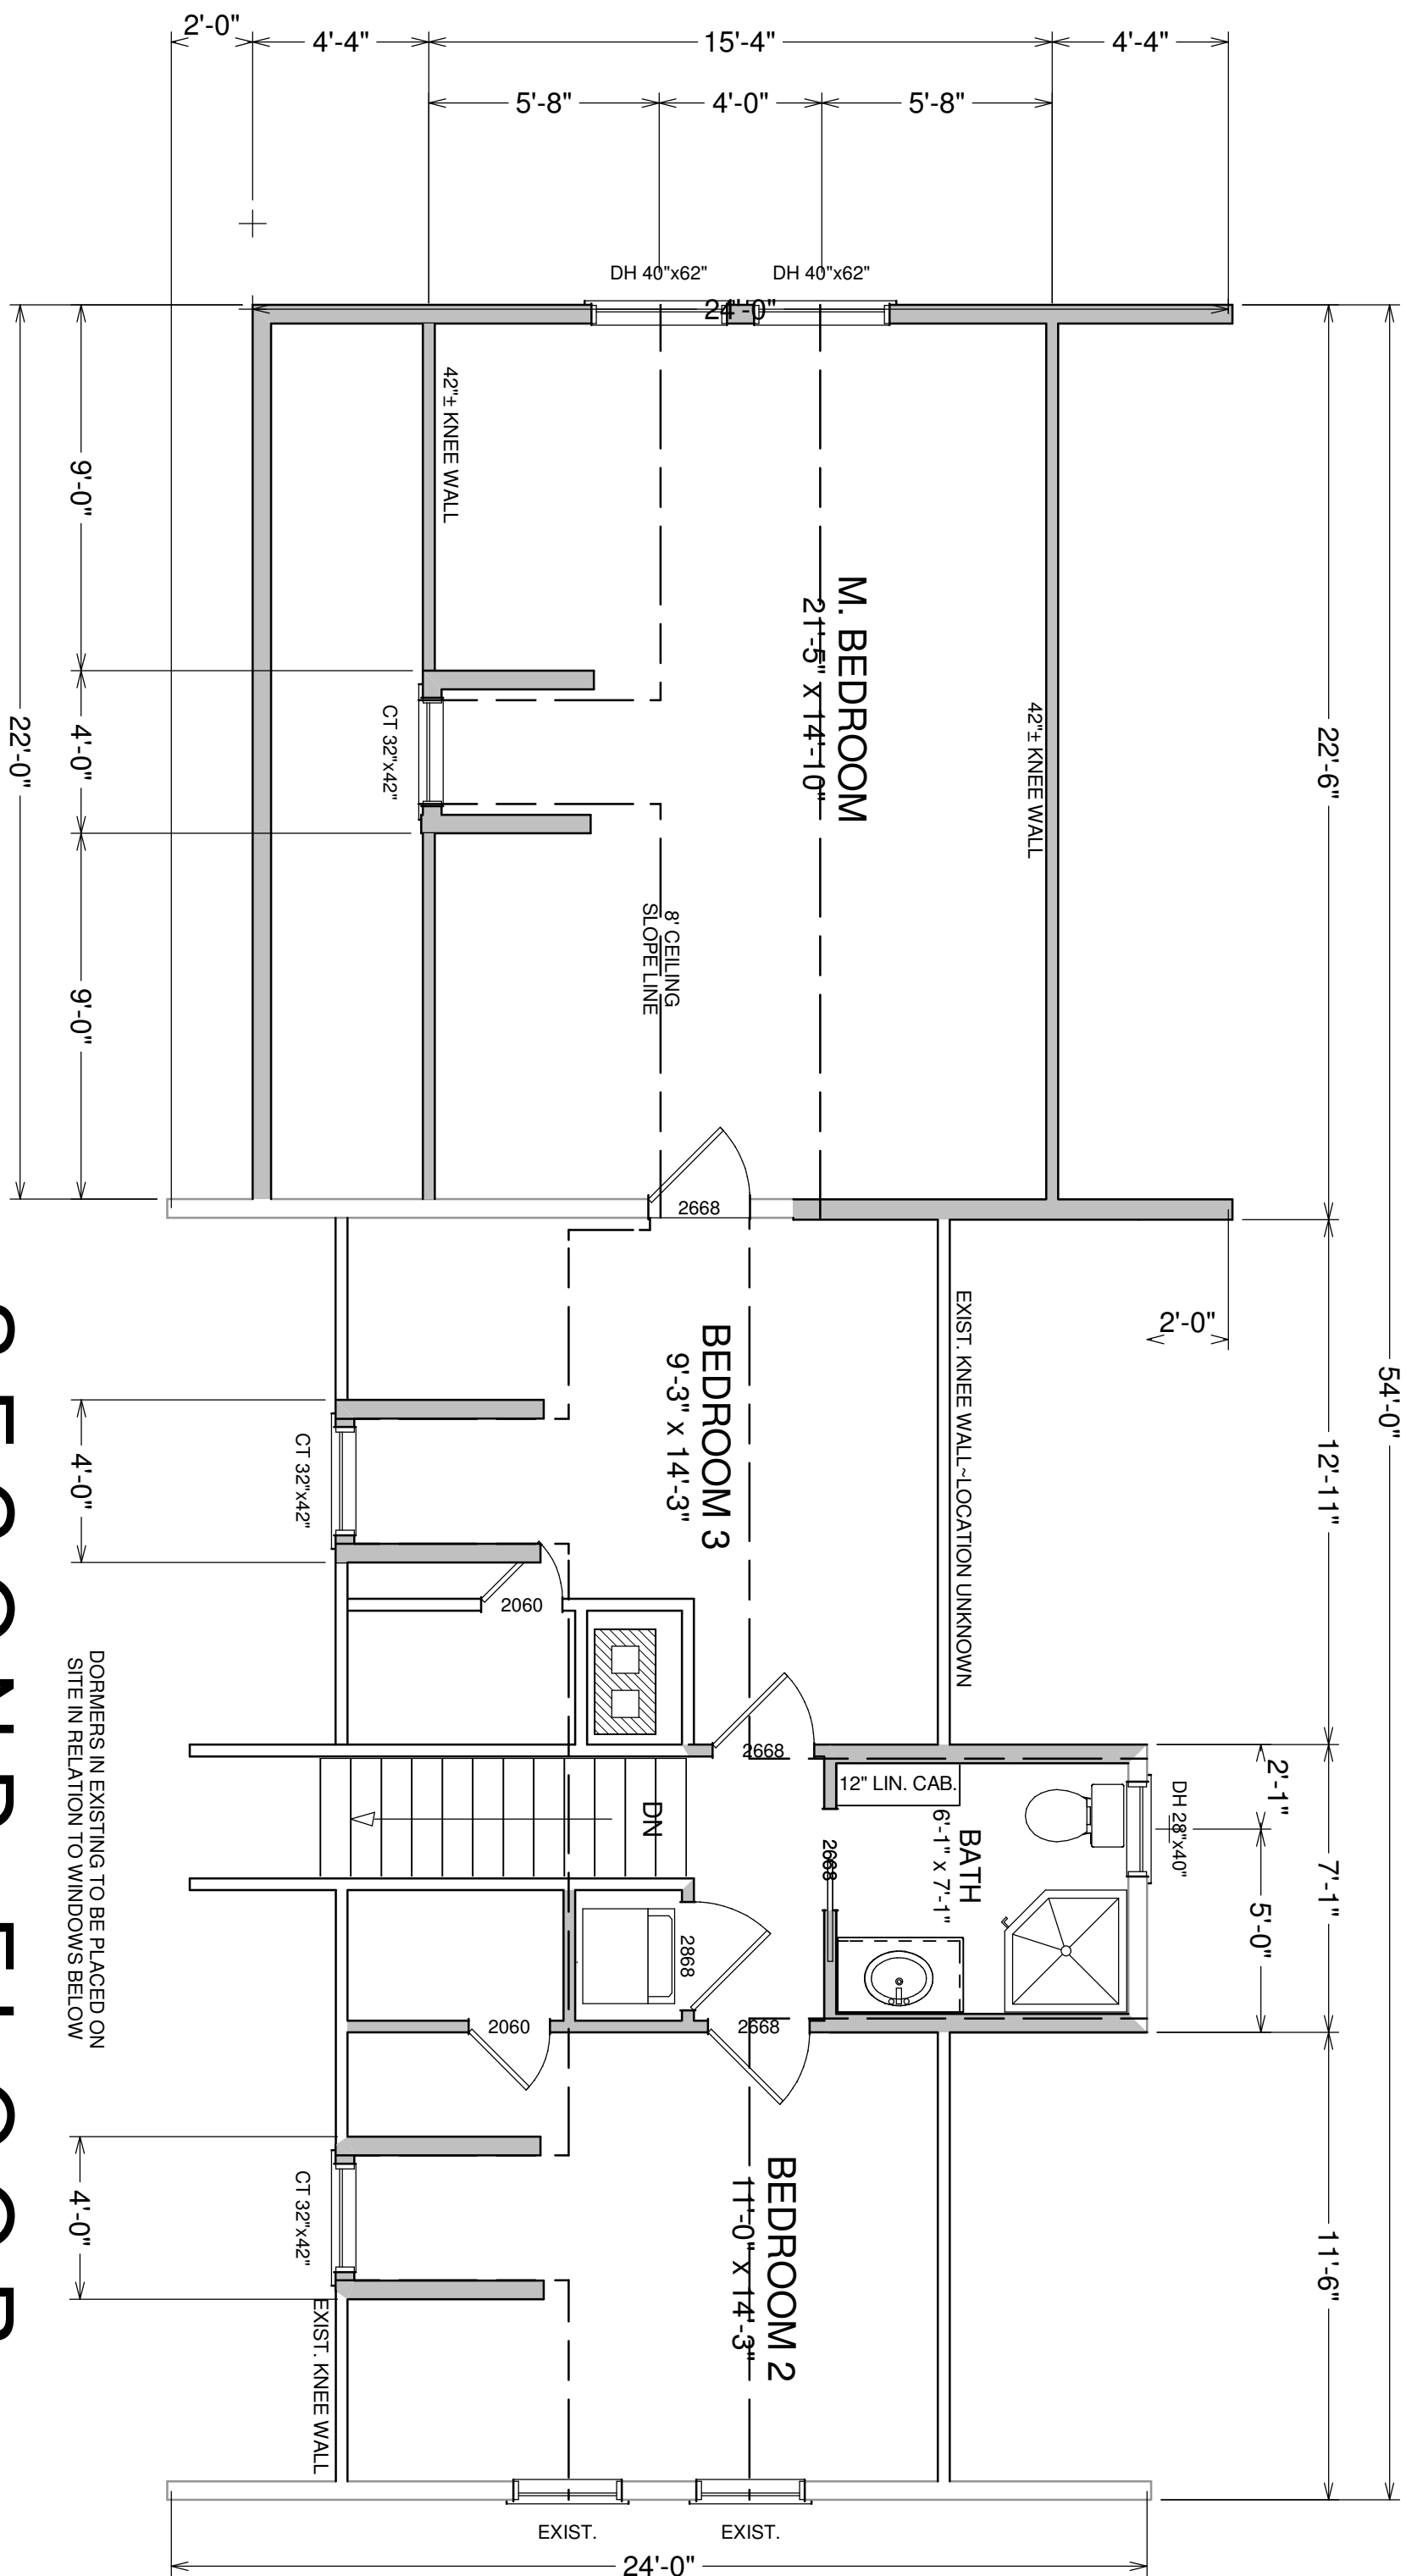 2'-0"
4'-4"
15'-4"
4'-4"
5'-8"
4'-0"
5'-8"
DH 40"x62"
DH 40"x62"
24'-0"
42"± KNEE WALL
9'-0"
4'-0"
9'-0"
22'-0"
CT 32"x42"
M. BEDROOM
21'-5" x 14'-10"
42"± KNEE WALL
22'-6"
8' CEILING
SLOPE LINE
2668
54'-0"
2'-0"
EXIST. KNEE WALL~LOCATION UNKNOWN
12'-11"
BEDROOM 3
9'-3" x 14'-3"
CT 32"x42"
4'-0"
2060
DORMERS IN EXISTING TO BE PLACED ON
SITE IN RELATION TO WINDOWS BELOW
2668
12" LIN. CAB.
DN
BATH
6'-1" x 7'-1"
2668
DH 28"x40"
2'-1"
5'-0"
7'-1"
2868
2060
2668
BEDROOM 2
11'-0" x 14'-3"
CT 32"x42"
4'-0"
11'-6"
EXIST. KNEE WALL
EXIST.
EXIST.
24'-0"
SECOND FLOOR